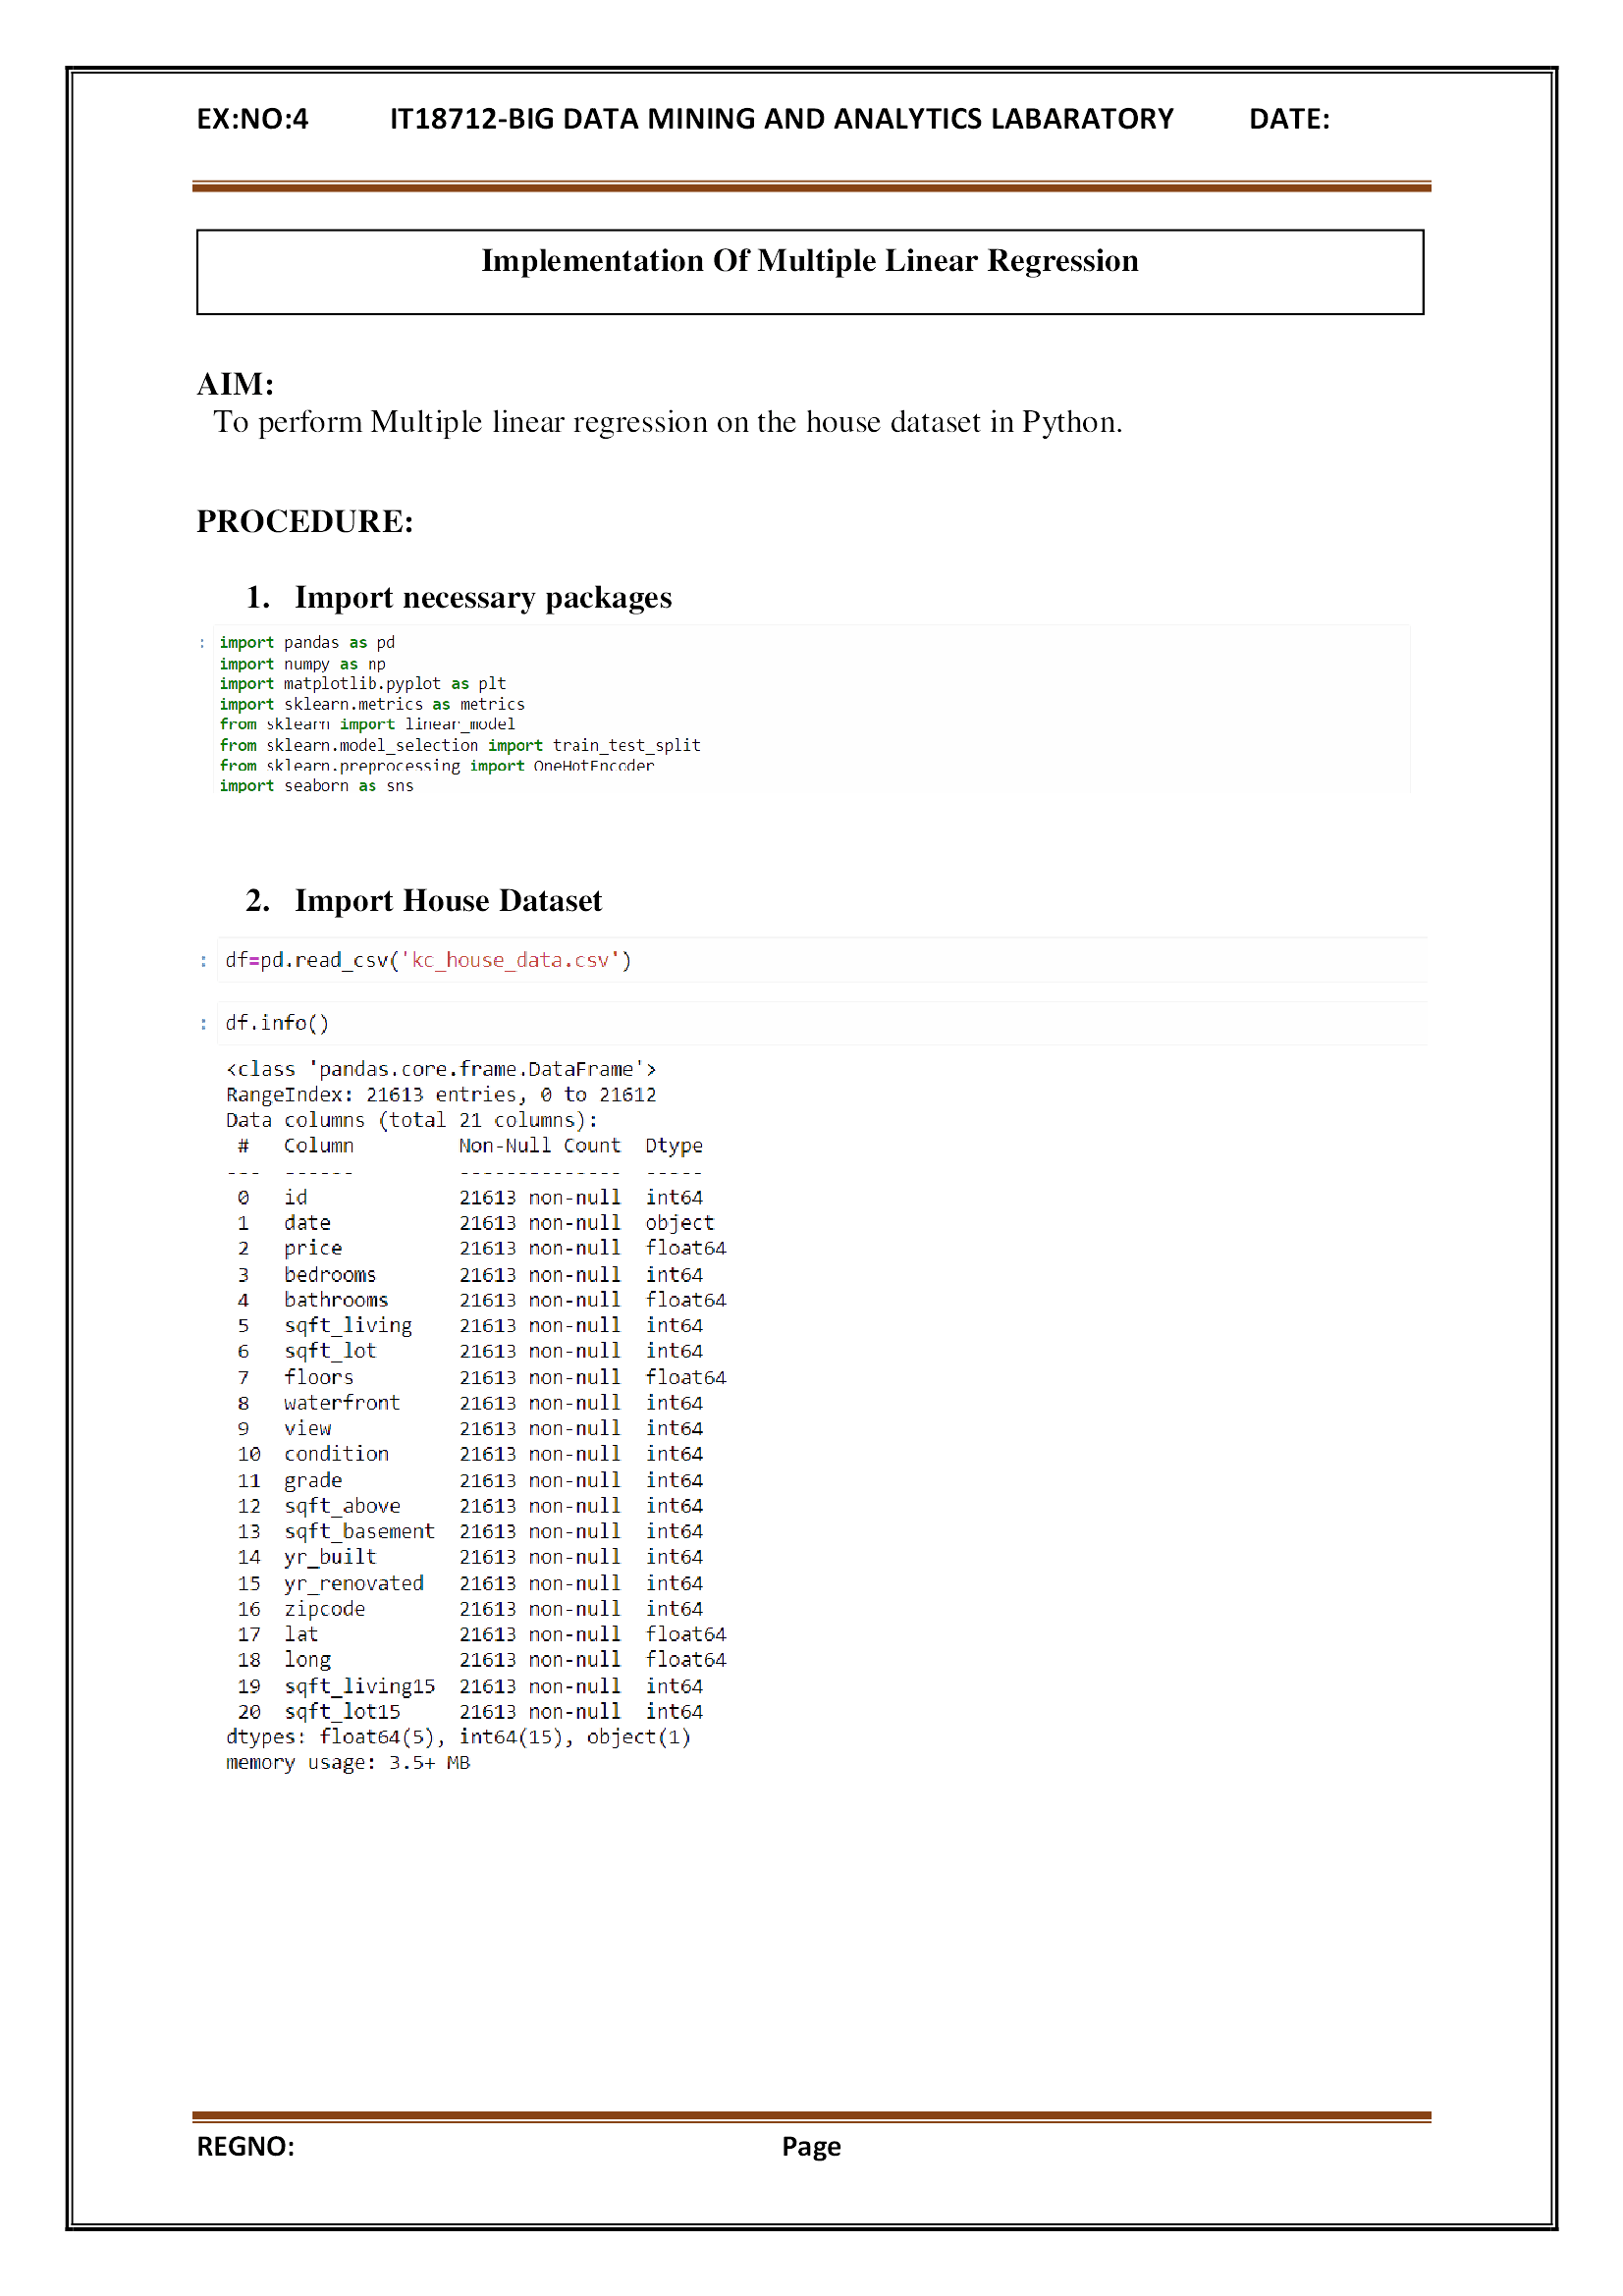 EX:NO:4 IT18712-BIG DATA MINING AND ANALYTICS LABARATORY DATE:
Implementation Of Multiple Linear Regression
AIM:
To perform Multiple linear regression on the house dataset in Python.
PROCEDURE:
1. Import necessary packages
: import pandas as pd
import numpy as np
import matplotlib.pyplot as plt
import sklearn.metrics as metrics
from sklearn import linear_model
from sklearn.model_selection import train_test_split
from sklearn.preprocessing import OneHotEncoder
import seaborn as sns
2. Import House Dataset
: df=pd.read_csv('kc_house_data.csv')
: df.info()
<class 'pandas.core.frame.DataFrame'>
RangeIndex: 21613 entries, 0 to 21612
Data columns (total 21 columns):
# Column Non-Null Count Dtype
--- ------ -------------- -----
0 id 21613 non-null int64
1 date 21613 non-null object
2 price 21613 non-null float64
3 bedrooms 21613 non-null int64
4 bathrooms 21613 non-null float64
5 sqft_living 21613 non-null int64
6 sqft_lot 21613 non-null int64
7 floors 21613 non-null float64
8 waterfront 21613 non-null int64
9 view 21613 non-null int64
10 condition 21613 non-null int64
11 grade 21613 non-null int64
12 sqft_above 21613 non-null int64
13 sqft_basement 21613 non-null int64
14 yr_built 21613 non-null int64
15 yr_renovated 21613 non-null int64
16 zipcode 21613 non-null int64
17 lat 21613 non-null float64
18 long 21613 non-null float64
19 sqft_living15 21613 non-null int64
20 sqft_lot15 21613 non-null int64
dtypes: float64(5), int64(15), object(1)
memory usage: 3.5+ MB
REGNO: Page